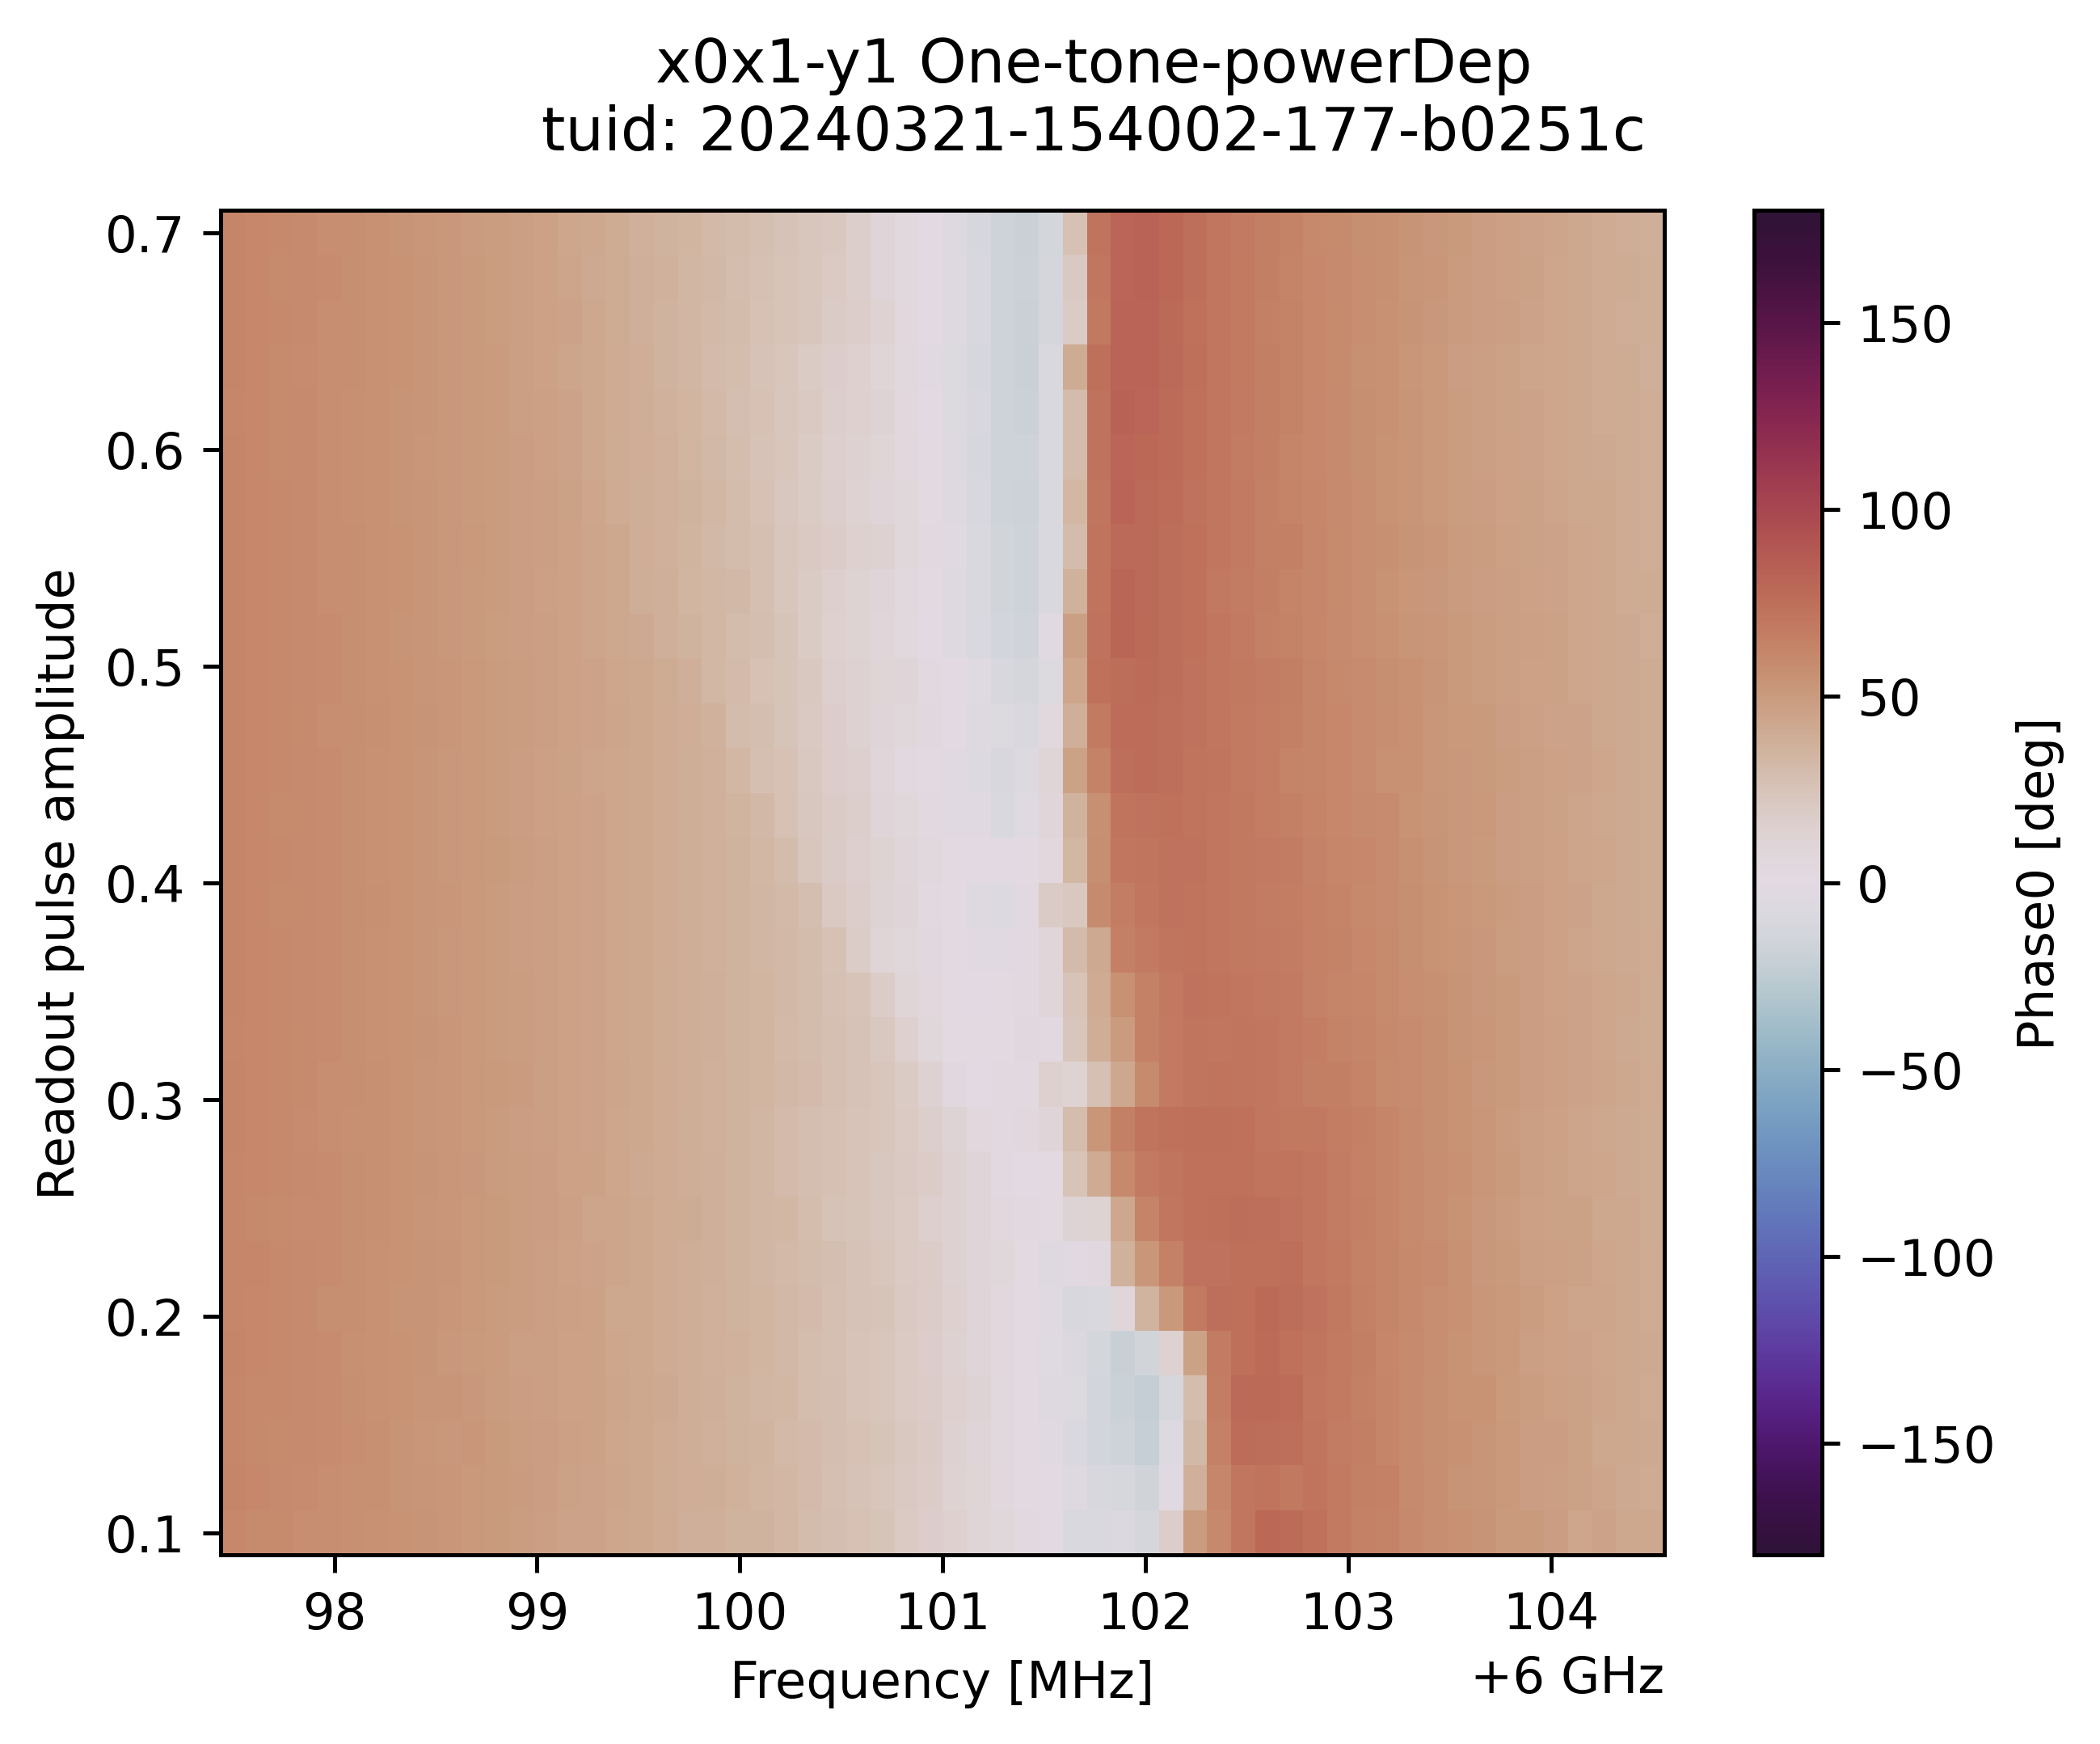 x0x1-y1 One-tone-powerDep
tuid: 20240321-154002-177-b0251c
Readout pulse amplitude
0.7
0.6
0.5
0.4
0.3
0.2
0.1
98 99 100 101 102 103 104
Frequency [MHz]
+6 GHz
150
100
50
0
−50
−100
−150
Phase0 [deg]